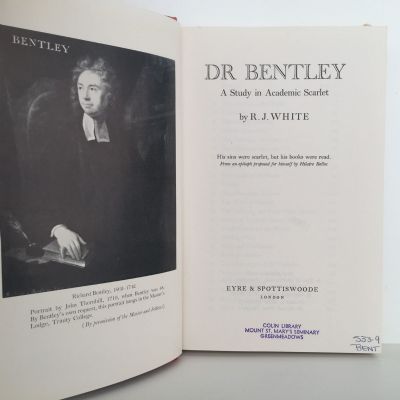 BENTLEY
Richard Bentley, 1662-1742
Portrait by John Thornhill, 1710, when Bentley was 48.
By Bentley's own request, this portrait hangs in the Master's
Lodge, Trinity College.
(By permission of the Master and Fellows)
DR BENTLEY
A Study in Academic Scarlet
by R. J. WHITE
His sins were scarlet, but his books were read.
From an epitaph proposed for himself by Hilaire Belloc.
EYRE & SPOTTISWOODE
LONDON
COLIN LIBRARY
MOUNT ST. MARY'S SEMINARY
GREENMEADOWS
333.9
BENT